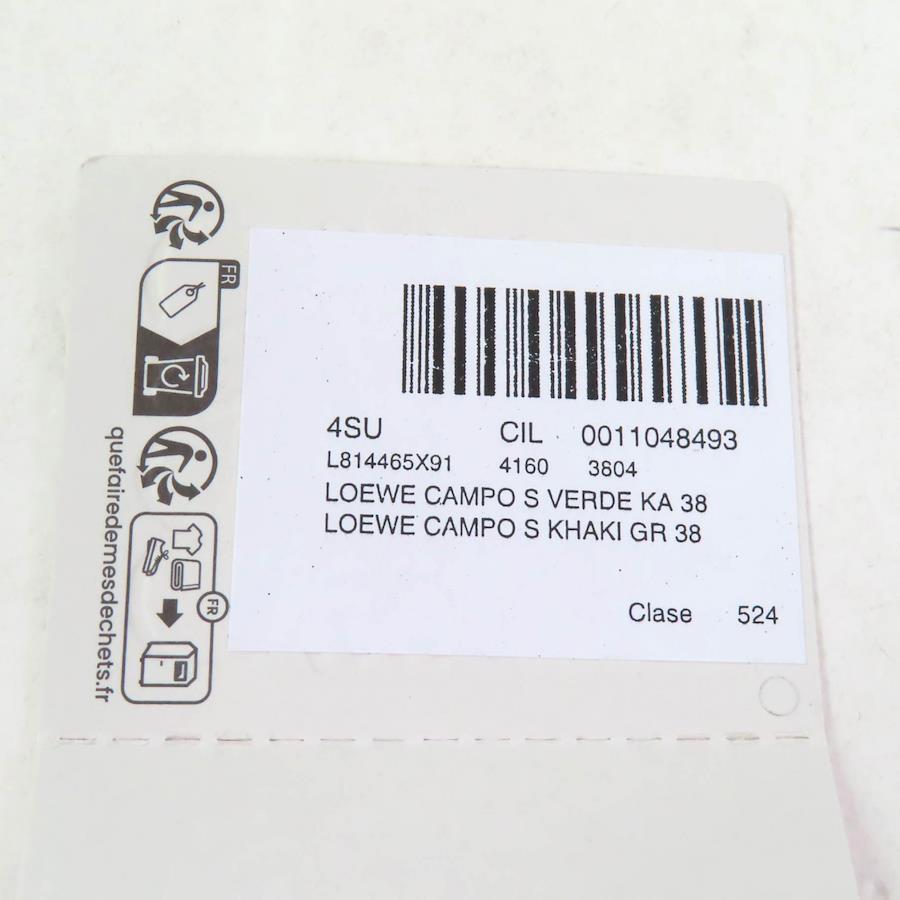 4SU CIL 0011048493
L814465X91 4160 3804
LOEWE CAMPO S VERDE KA 38
LOEWE CAMPO S KHAKI GR 38
Clase 524
FR
FR
quefairedemesdechets.fr